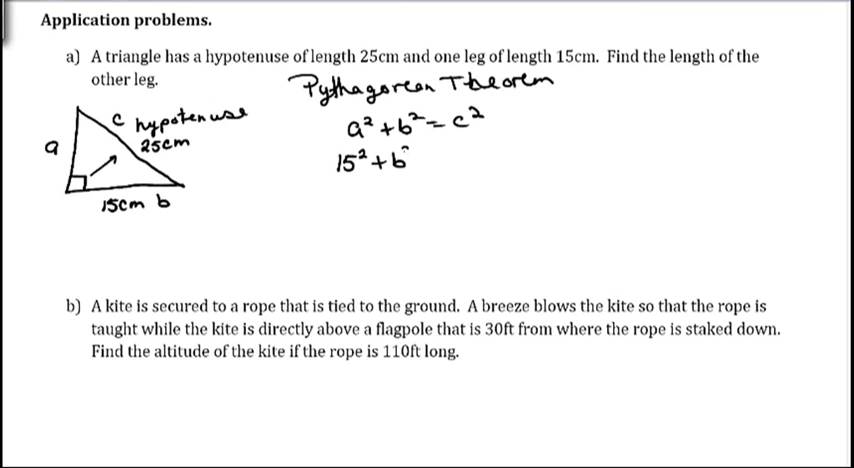 Application problems.
a) A triangle has a hypotenuse of length 25cm and one leg of length 15cm. Find the length of the
other leg.
Pythagorean Theorem
c hypotenuse
a² + b² = c²
a
25cm
15² + b²
15cm b
b) A kite is secured to a rope that is tied to the ground. A breeze blows the kite so that the rope is
taught while the kite is directly above a flagpole that is 30ft from where the rope is staked down.
Find the altitude of the kite if the rope is 110ft long.